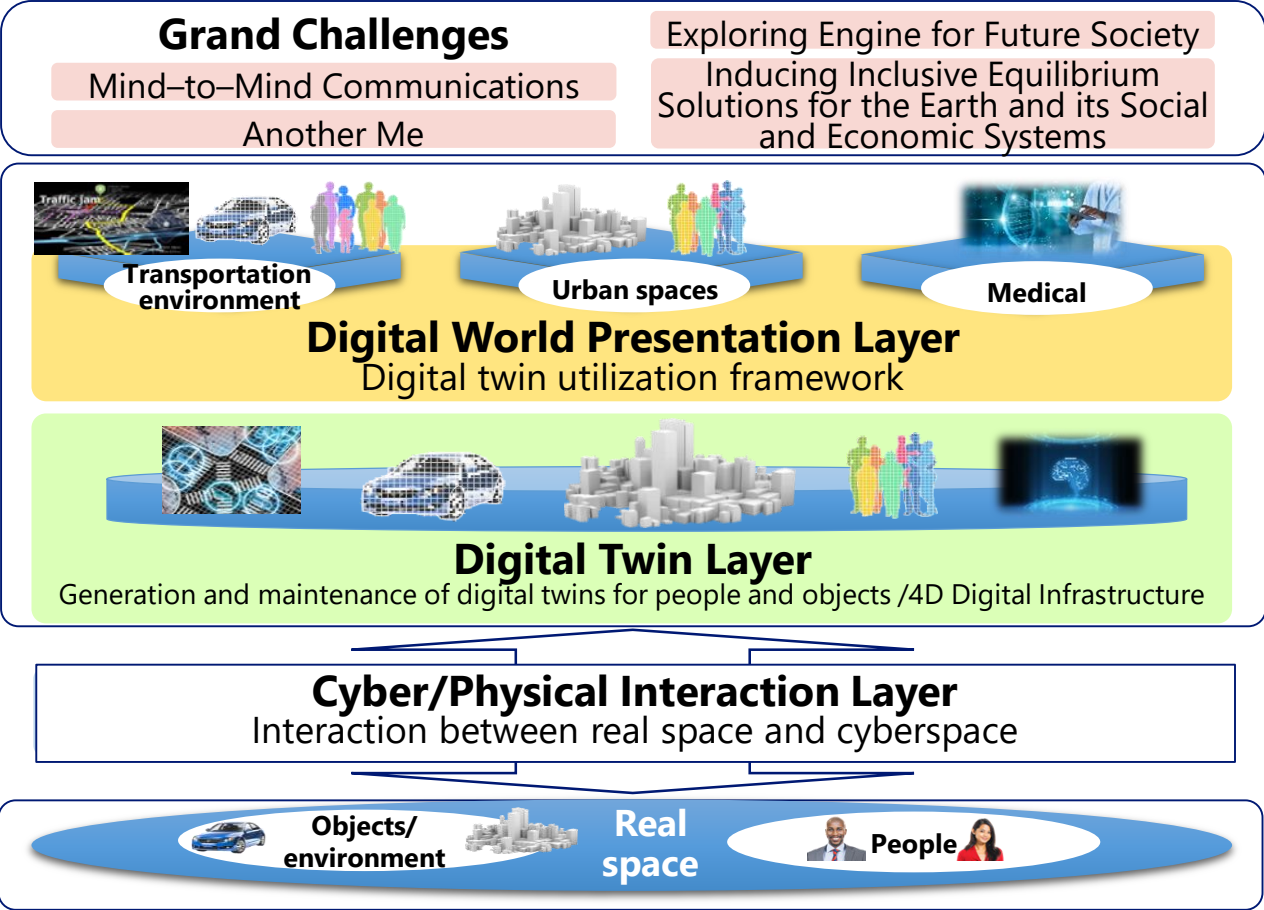 Grand Challenges
Mind–to–Mind Communications
Another Me
Exploring Engine for Future Society
Inducing Inclusive Equilibrium
Solutions for the Earth and its Social
and Economic Systems
Traffic Jam
Transportation
environment
Urban spaces
Medical
Digital World Presentation Layer
Digital twin utilization framework
Digital Twin Layer
Generation and maintenance of digital twins for people and objects /4D Digital Infrastructure
Cyber/Physical Interaction Layer
Interaction between real space and cyberspace
Objects/
environment
Real
space
People